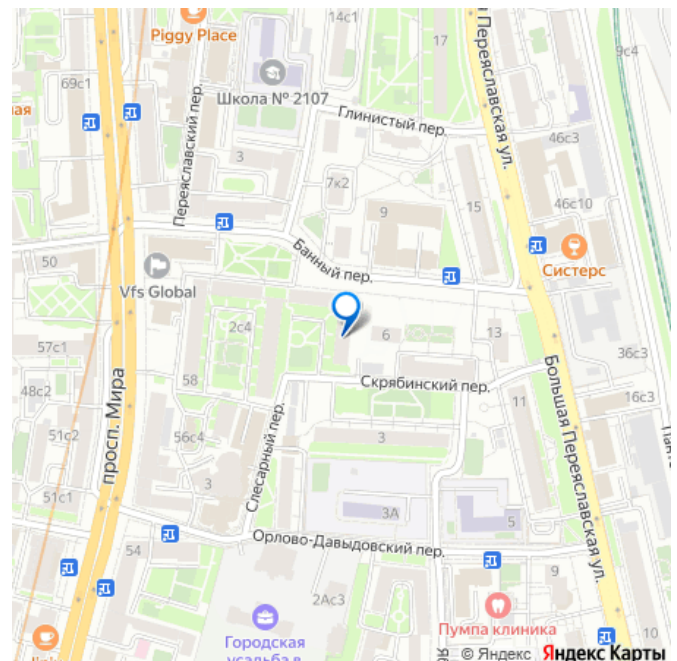 14с1
Piggy Place
17
69с1
Школа № 2107
ная
Глинистый пер.
Переяславский пер.
Большая Переяславская ул.
9с4
46с3
3
7к2
9
15
46с10
Систерс
50
Банный пер.
Vfs Global
2с4
6
13
36с3
57с1
58
Скрябинский пер.
48с2
просп. Мира
51с2
56с4
Слесарный пер.
3
11
16с3
3
51с1
3А
5
54
Орлово-Давыдовский пер.
9
2Ас3
Пумпа клиника
10
Городская
усадьба в
© Яндекс Яндекс Карты